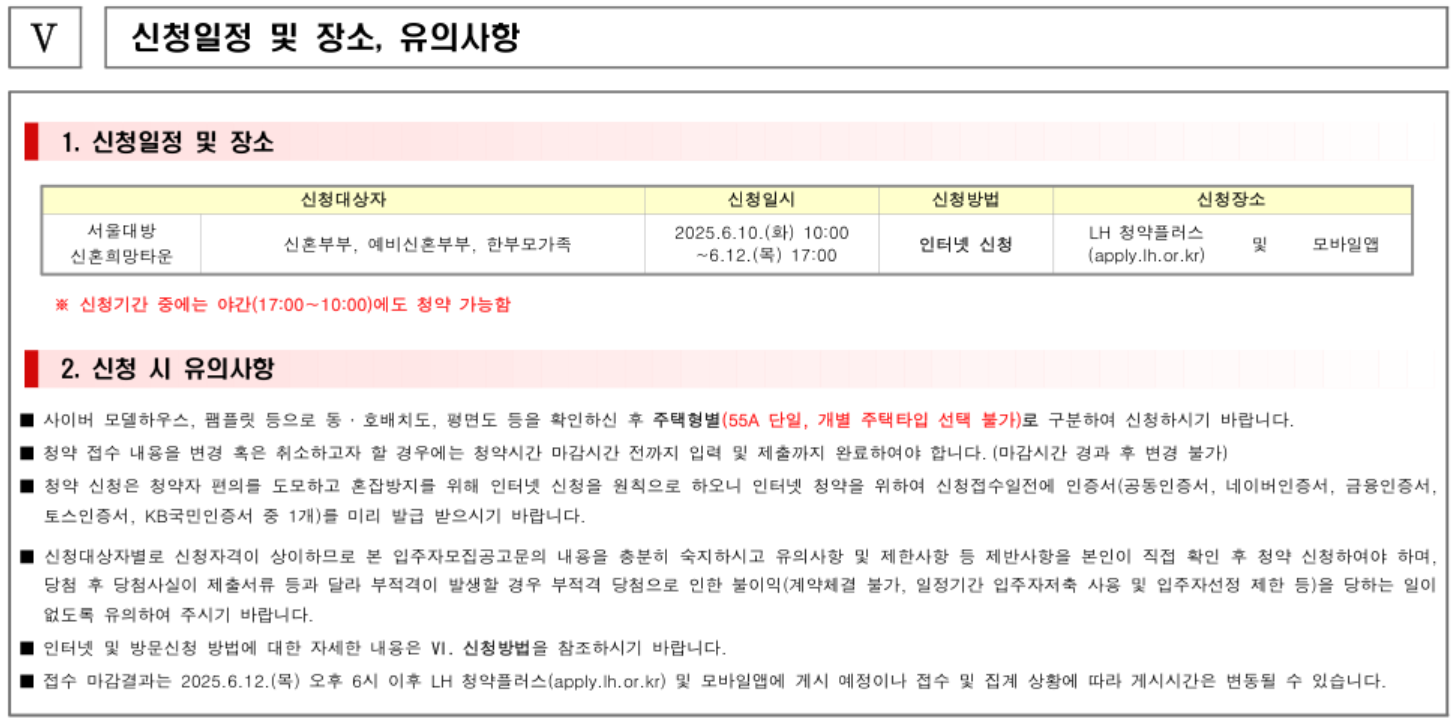 V
신청일정 및 장소, 유의사항
1. 신청일정 및 장소
신청대상자 신청일시 신청방법 신청장소
서울대방 신혼희망타운 신혼부부, 예비신혼부부, 한부모가족 2025.6.10.(화) 10:00 ~6.12.(목) 17:00 인터넷 신청 LH 청약플러스 (apply.lh.or.kr) 및 모바일앱
※ 신청기간 중에는 야간(17:00~10:00)에도 청약 가능함
2. 신청 시 유의사항
■ 사이버 모델하우스, 팸플릿 등으로 동·호배치도, 평면도 등을 확인하신 후 주택형별(55A 단일, 개별 주택타입 선택 불가)로 구분하여 신청하시기 바랍니다.
■ 청약 접수 내용을 변경 혹은 취소하고자 할 경우에는 청약시간 마감시간 전까지 입력 및 제출까지 완료하여야 합니다. (마감시간 경과 후 변경 불가)
■ 청약 신청은 청약자 편의를 도모하고 혼잡방지를 위해 인터넷 신청을 원칙으로 하오니 인터넷 청약을 위하여 신청접수일전에 인증서(공동인증서, 네이버인증서, 금융인증서,
토스인증서, KB국민인증서 중 1개)를 미리 발급 받으시기 바랍니다.
■ 신청대상자별로 신청자격이 상이하므로 본 입주자모집공고문의 내용을 충분히 숙지하시고 유의사항 및 제한사항 등 제반사항을 본인이 직접 확인 후 청약 신청하여야 하며,
당첨 후 당첨사실이 제출서류 등과 달라 부적격이 발생할 경우 부적격 당첨으로 인한 불이익(계약체결 불가, 일정기간 입주자저축 사용 및 입주자선정 제한 등)을 당하는 일이
없도록 유의하여 주시기 바랍니다.
■ 인터넷 및 방문신청 방법에 대한 자세한 내용은 Ⅵ. 신청방법을 참조하시기 바랍니다.
■ 접수 마감결과는 2025.6.12.(목) 오후 6시 이후 LH 청약플러스(apply.lh.or.kr) 및 모바일앱에 게시 예정이나 접수 및 집계 상황에 따라 게시시간은 변동될 수 있습니다.